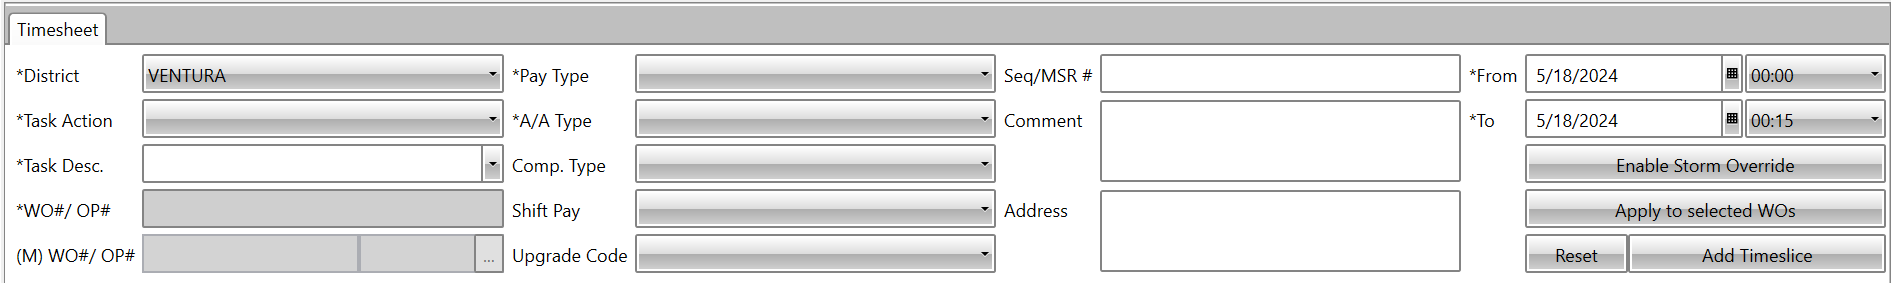 Timesheet
*District VENTURA *Pay Type Seq/MSR # *From 5/18/2024 00:00
*Task Action *A/A Type Comment *To 5/18/2024 00:15
*Task Desc. Comp. Type Enable Storm Override
*WO#/ OP# Shift Pay Address Apply to selected WOs
(M) WO#/ OP# ... Upgrade Code Reset Add Timeslice